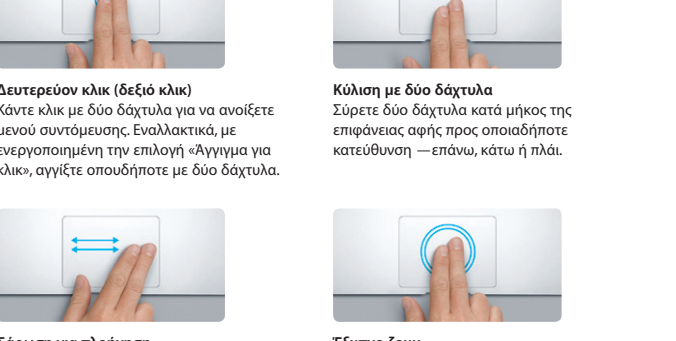 Δευτερεύον κλικ (δεξιό κλικ)
Κάντε κλικ με δύο δάχτυλα για να ανοίξετε
μενού συντόμευσης. Εναλλακτικά, με
ενεργοποιημένη την επιλογή «Άγγιγμα για
κλικ», αγγίξτε οπουδήποτε με δύο δάχτυλα.
Κύλιση με δύο δάχτυλα
Σύρετε δύο δάχτυλα κατά μήκος της
επιφάνειας αφής προς οποιαδήποτε
κατεύθυνση —επάνω, κάτω ή πλάι.